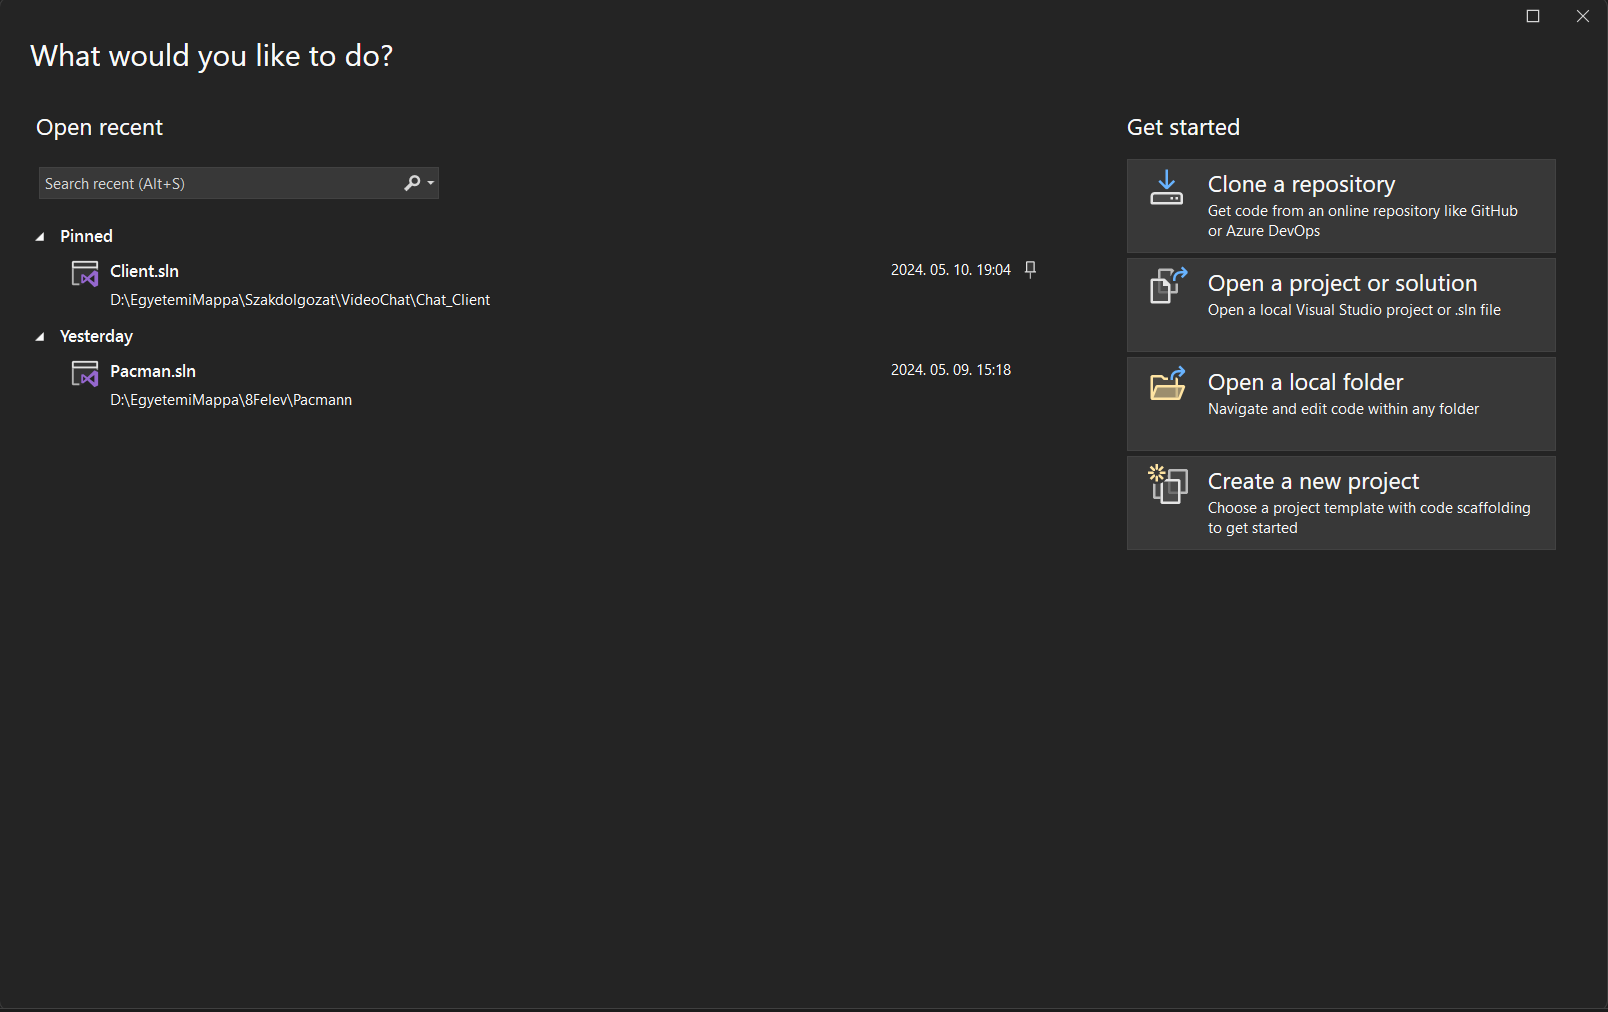 What would you like to do?
Open recent
Search recent (Alt+S)
Pinned
Client.sln
2024. 05. 10. 19:04
D:\EgyetemiMappa\Szakdolgozat\VideoChat\Chat_Client
Yesterday
Pacman.sln
2024. 05. 09. 15:18
D:\EgyetemiMappa\8Felev\Pacmann
Get started
Clone a repository
Get code from an online repository like GitHub
or Azure DevOps
Open a project or solution
Open a local Visual Studio project or .sln file
Open a local folder
Navigate and edit code within any folder
Create a new project
Choose a project template with code scaffolding
to get started